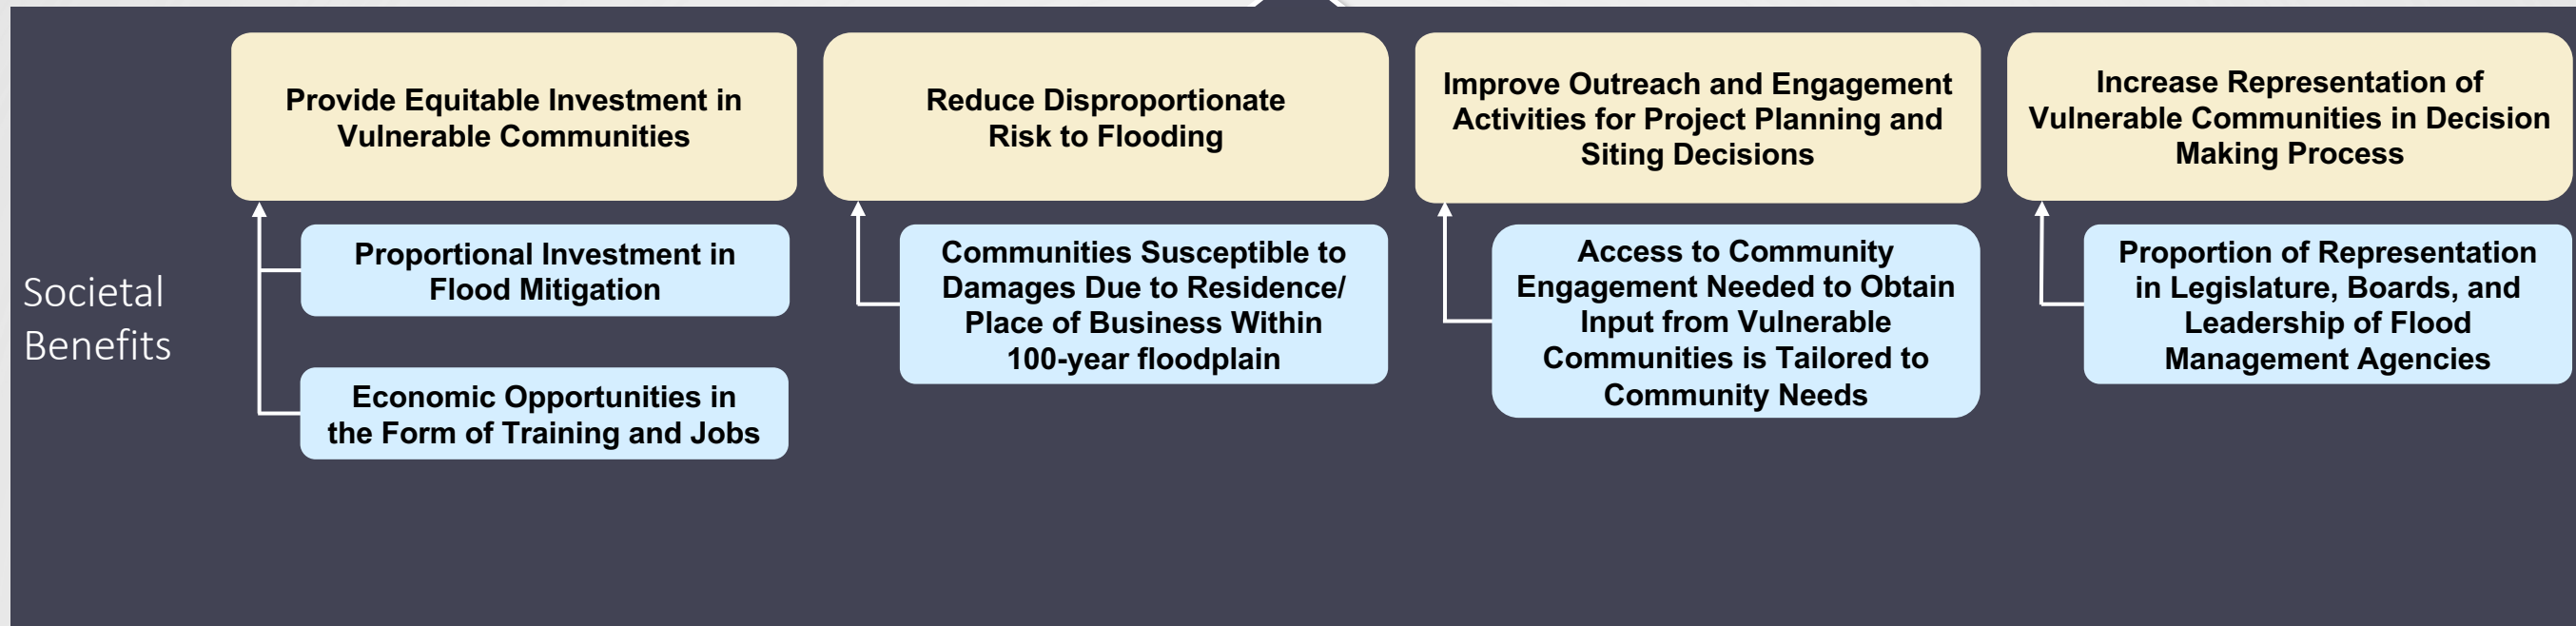 Societal
Benefits
Provide Equitable Investment in
Vulnerable Communities
Proportional Investment in
Flood Mitigation
Economic Opportunities in
the Form of Training and Jobs
Reduce Disproportionate
Risk to Flooding
Communities Susceptible to
Damages Due to Residence/
Place of Business Within
100-year floodplain
Improve Outreach and Engagement
Activities for Project Planning and
Siting Decisions
Access to Community
Engagement Needed to Obtain
Input from Vulnerable
Communities is Tailored to
Community Needs
Increase Representation of
Vulnerable Communities in Decision
Making Process
Proportion of Representation
in Legislature, Boards, and
Leadership of Flood
Management Agencies